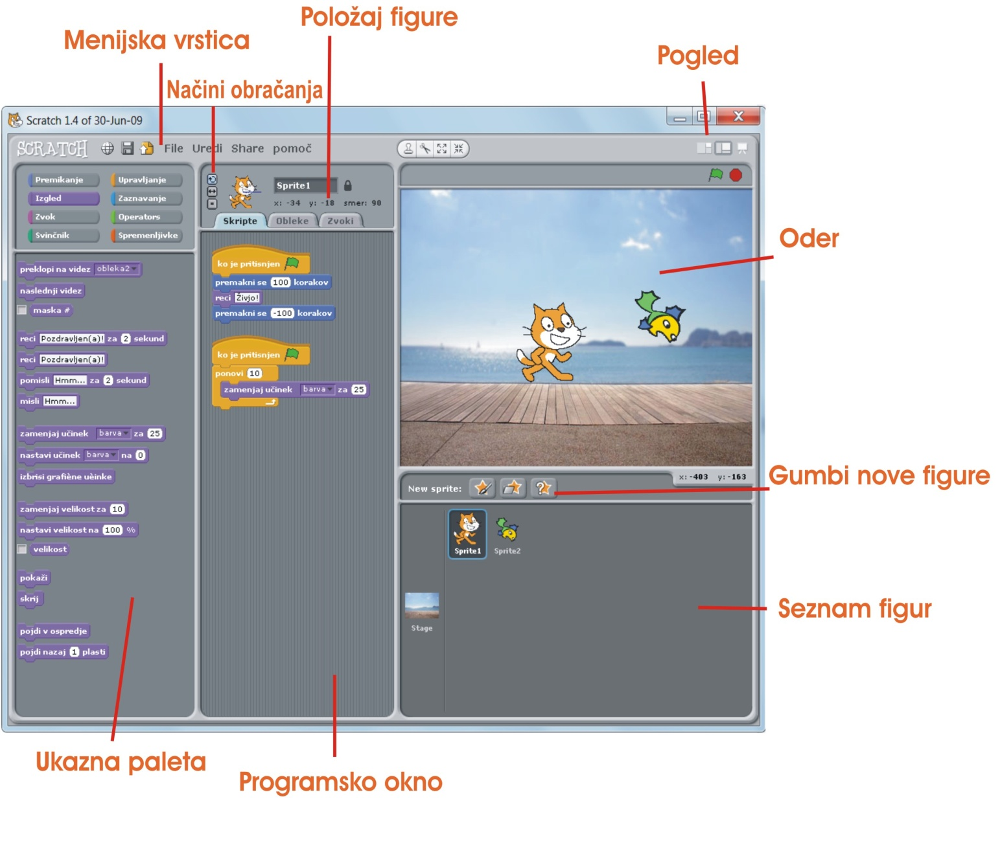 Položaj figure
Menijska vrstica
Pogled
Načini obračanja
Scratch 1.4 of 30-Jun-09
SCRATCH File Uredi Share pomoč
Premikanje Upravljanje
Izgled Zaznavanje
Zvok Operators
Svinčnik Spremenljivke
Sprite1
x: -34 y: -18 smer: 90
Skripte Obleke Zvoki
preklopi na videz obleka2
naslednji videz
maska #
reci Pozdravljen(a)! za 2 sekund
reci Pozdravljen(a)!
pomisli Hmm... za 2 sekund
misli Hmm...
zamenjaj učinek barva za 25
nastavi učinek barva na 0
izbrisi grafiène uèinke
zamenjaj velikost za 10
nastavi velikost na 100 %
velikost
pokaži
skrij
pojdi v ospredje
pojdi nazaj 1 plasti
ko je pritisnjen
premakni se 100 korakov
reci Živjo!
premakni se -100 korakov
ko je pritisnjen
ponovi 10
zamenjaj učinek barva za 25
Oder
x: -403 y: -163
New sprite:
Gumbi nove figure
Sprite1 Sprite2
Stage
Seznam figur
Ukazna paleta
Programsko okno